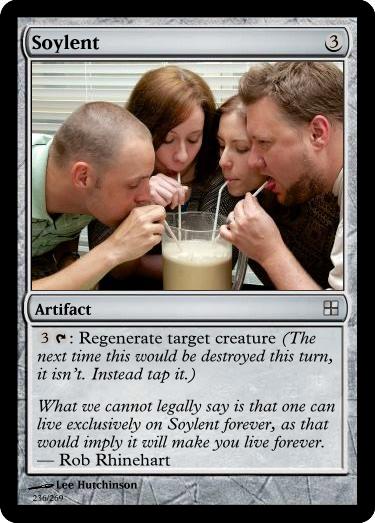 Soylent 3
Artifact
3 : Regenerate target creature (The
next time this would be destroyed this turn,
it isn't. Instead tap it.)
What we cannot legally say is that one can
live exclusively on Soylent forever, as that
would imply it will make you live forever.
— Rob Rhinehart
Lee Hutchinson
236/269